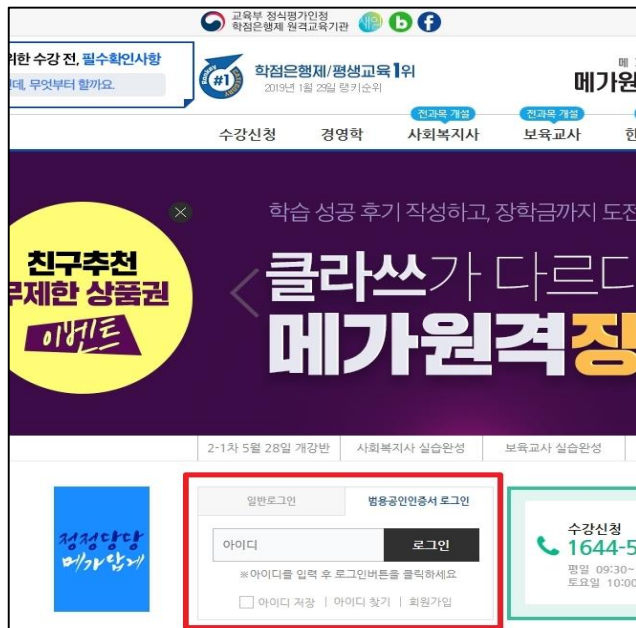 교육부 정식평가인정
학점은행제 원격교육기관
새일
b
f
위한 수강 전, 필수확인사항
데, 무엇부터 할까요.
Rankey
#1
CATEGORY
학점은행제/평생교육 1위
2019년 1월 29일 랭키순위
메
메가원
전과목 개설
전과목 개설
수강신청
경영학
사회복지사
보육교사
학습 성공 후기 작성하고, 장학금까지 도전
클라쓰가 다르다
메가원격장
친구추천
무제한 상품권
이벤트
2-1차 5월 28일 개강반
사회복지사 실습완성
보육교사 실습완성
정정당당
메가답게
일반로그인
범용공인인증서 로그인
아이디
로그인
※아이디를 입력 후 로그인버튼을 클릭하세요
아이디 저장 | 아이디 찾기 | 회원가입
수강신청
1644-5
평일 09:30~
토요일 10:00